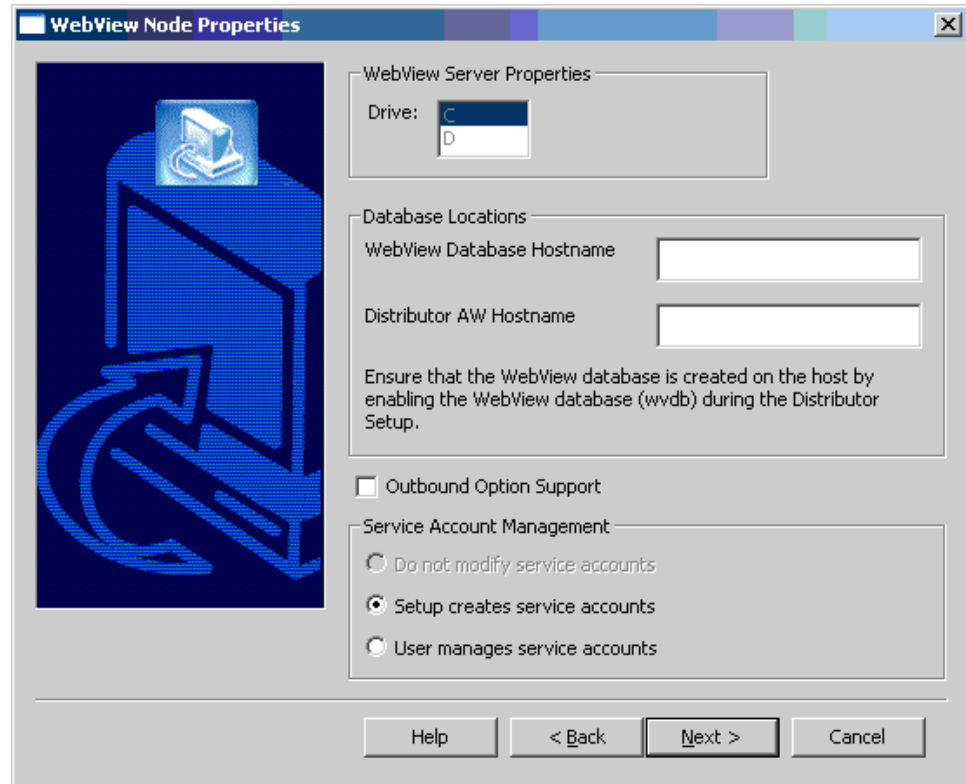 WebView Node Properties
WebView Server Properties
Drive:
C
D
Database Locations
WebView Database Hostname
Distributor AW Hostname
Ensure that the WebView database is created on the host by
enabling the WebView database (wvdb) during the Distributor
Setup.
Outbound Option Support
Service Account Management
Do not modify service accounts
Setup creates service accounts
User manages service accounts
Help
< Back
Next >
Cancel